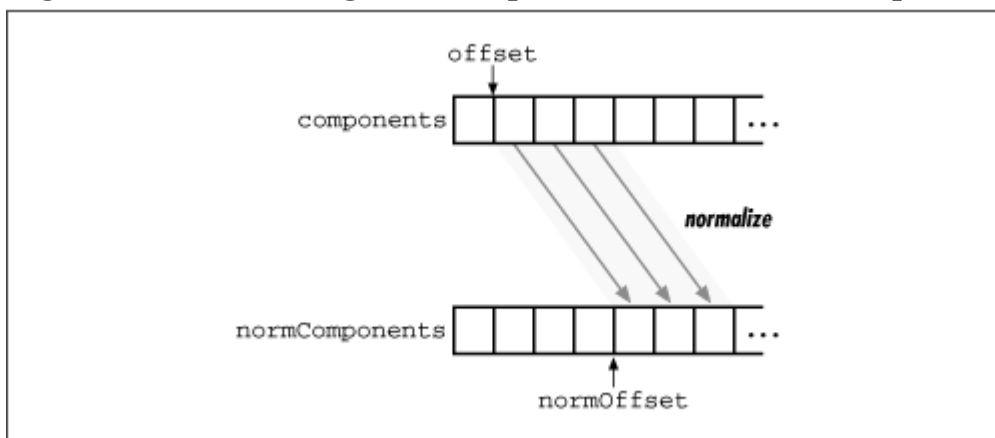 offset
components
...
normalize
normComponents
...
normOffset